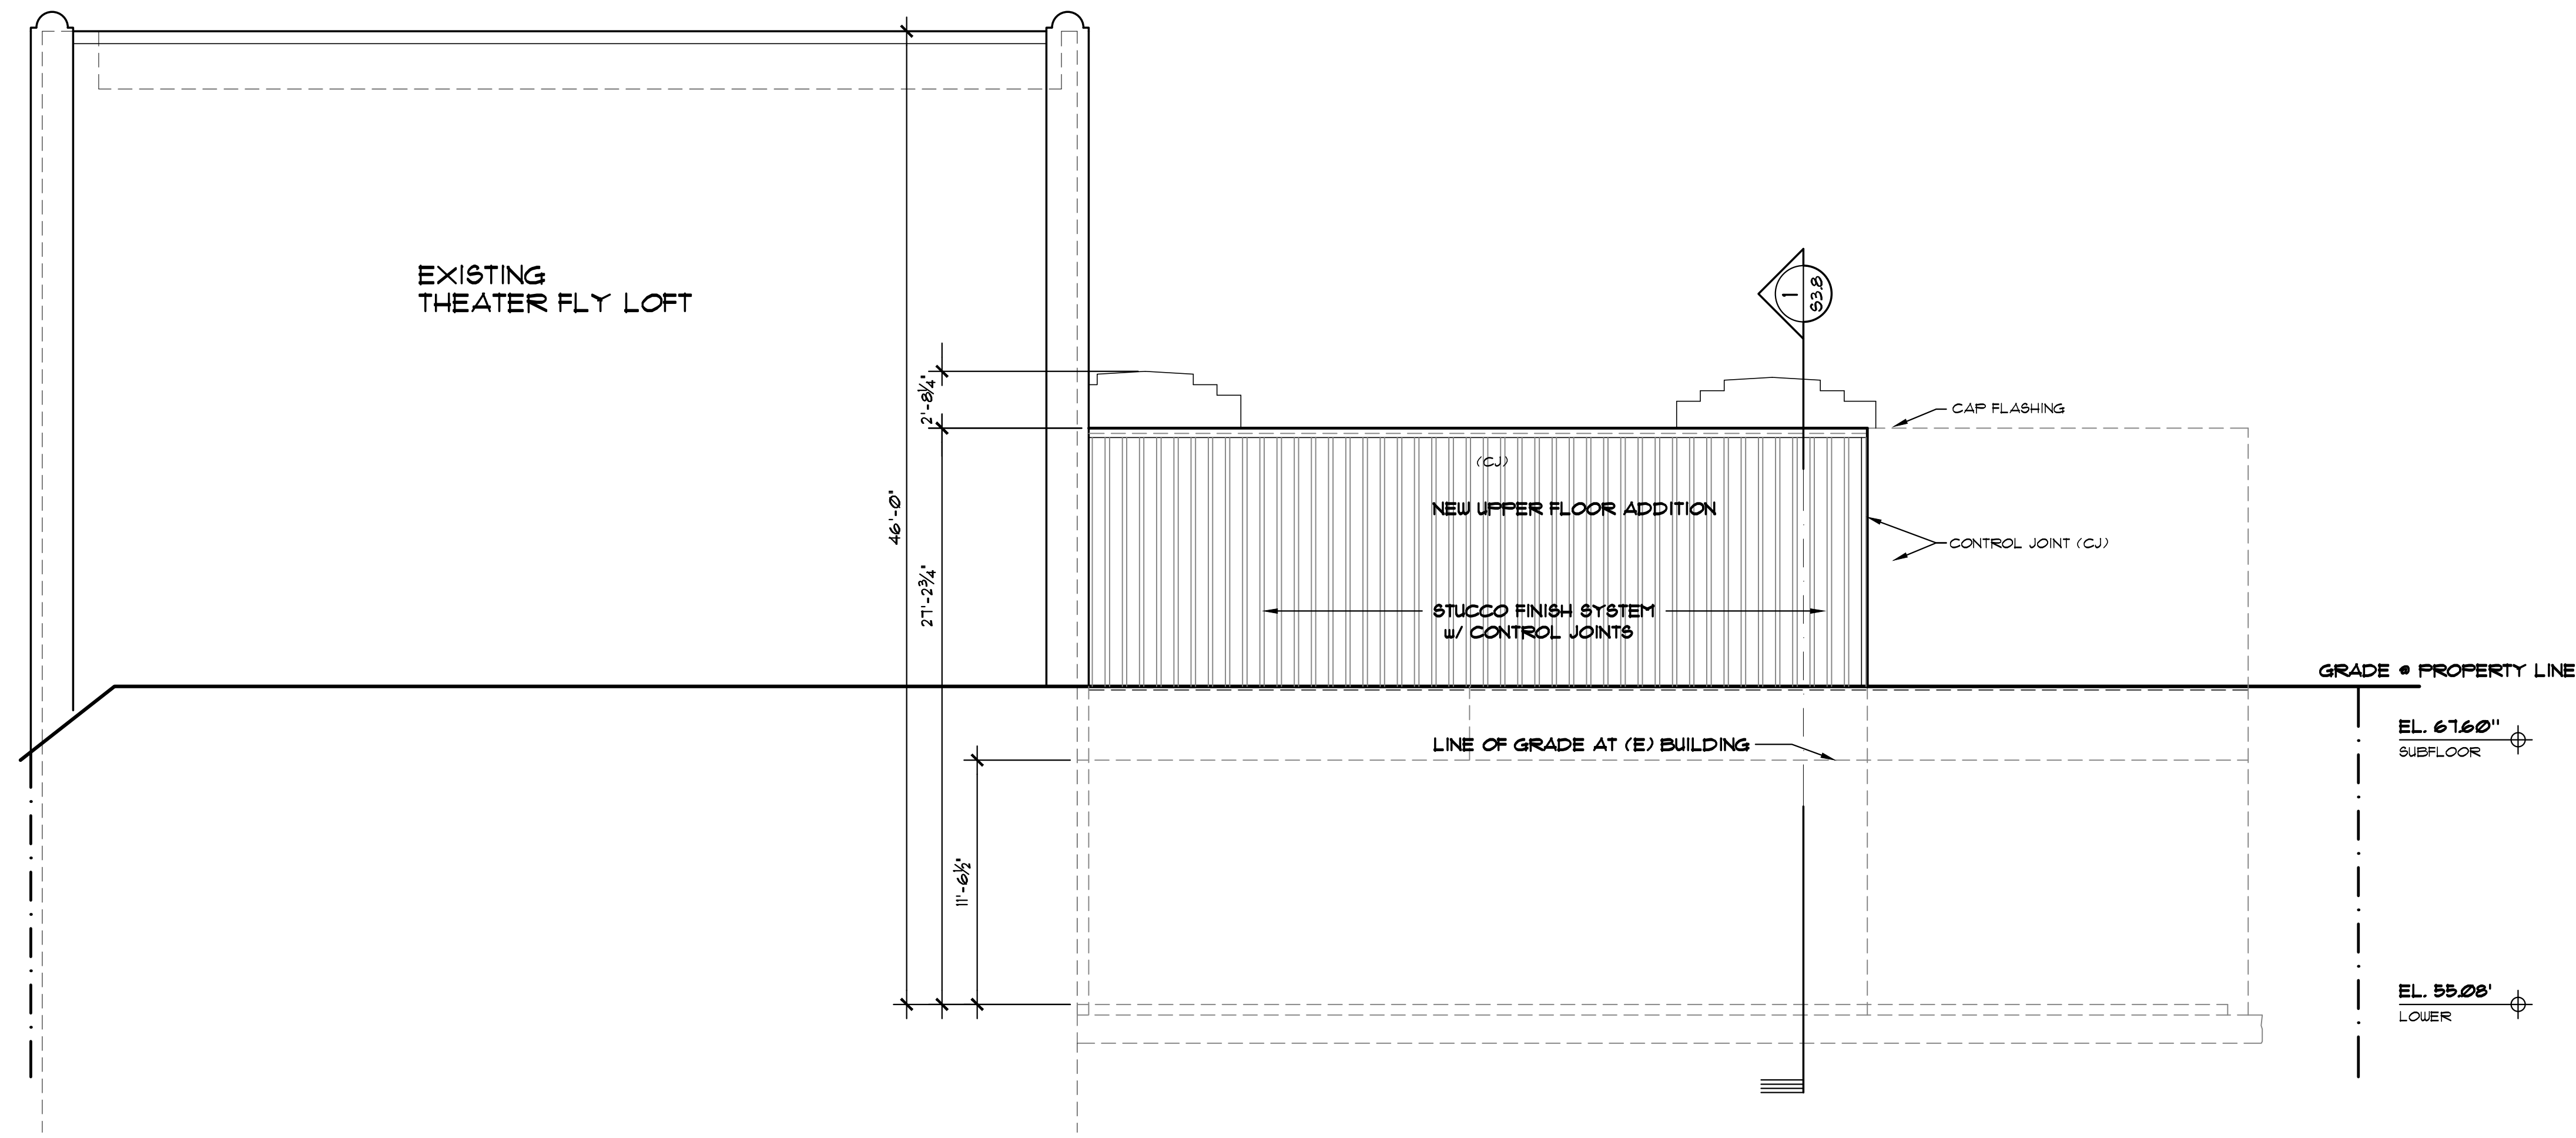 EXISTING
THEATER FLY LOFT
1
S3.8
2'-8¼"
CAP FLASHING
(CJ)
NEW UPPER FLOOR ADDITION
46'-0"
CONTROL JOINT (CJ)
27'-2¾"
STUCCO FINISH SYSTEM
w/ CONTROL JOINTS
GRADE @ PROPERTY LINE
EL. 67.60"
SUBFLOOR
LINE OF GRADE AT (E) BUILDING
11'-6½"
EL. 55.08'
LOWER